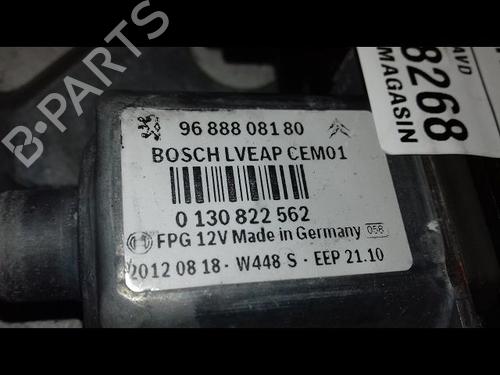 B-PARTS
AVD
8268
MAGASIN
96 888 081 80
BOSCH LVEAP CEM01
0 130 822 562
FPG 12V Made in Germany 058
2012 08 18 - W448 S - EEP 21.10